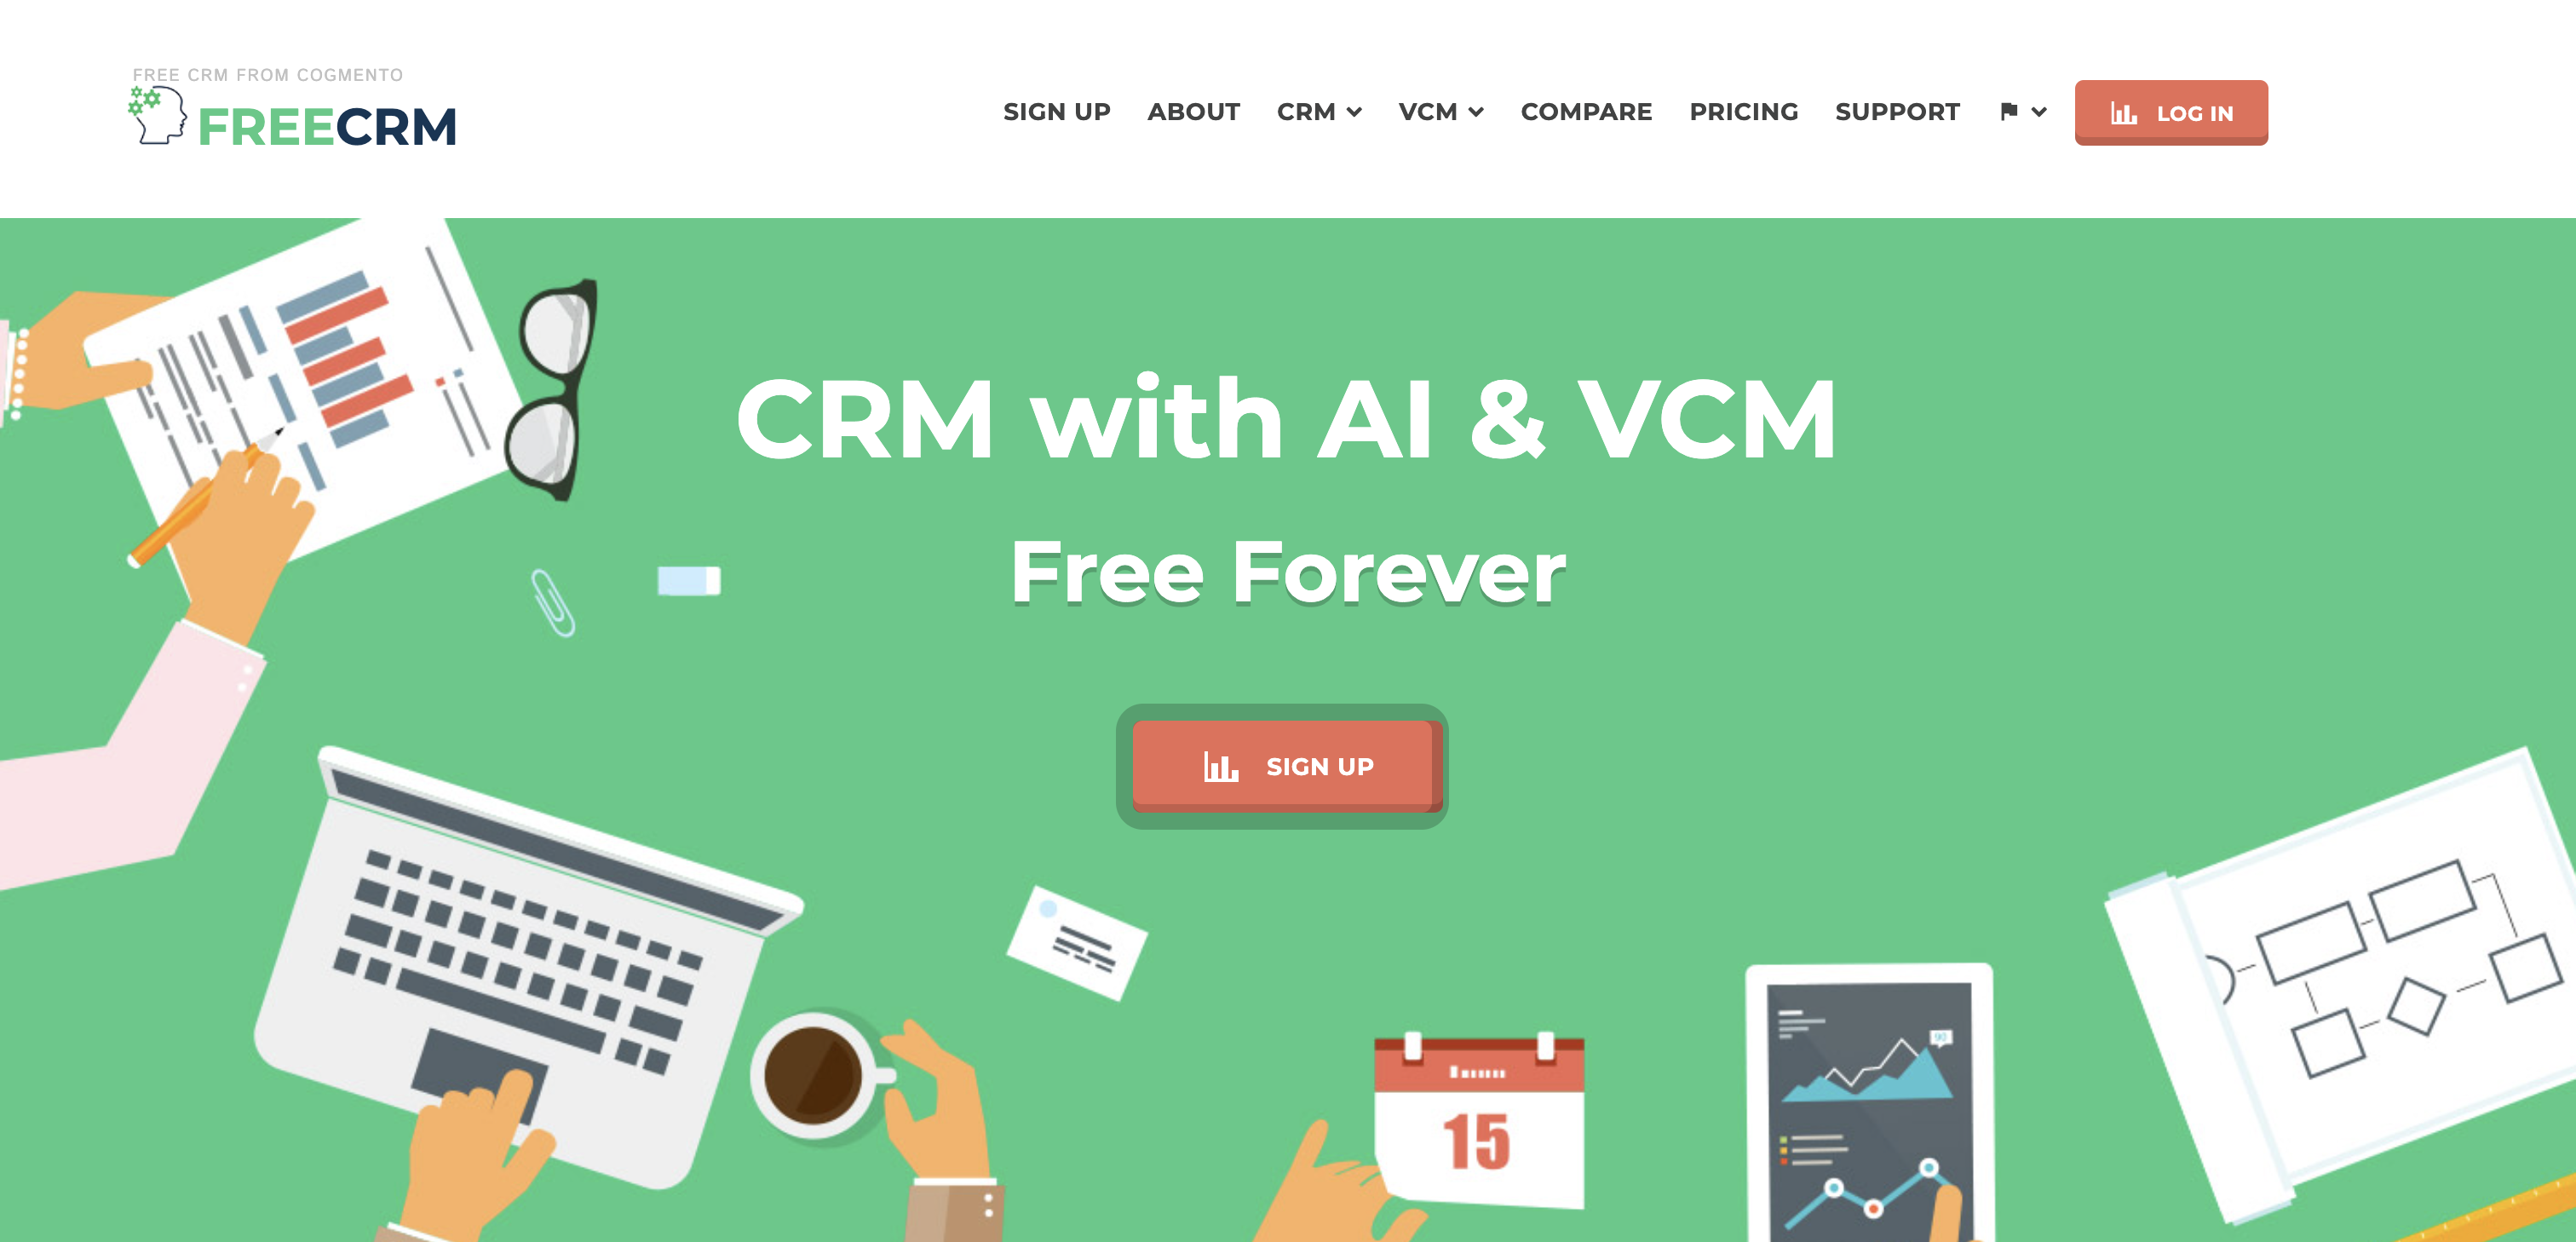 FREE CRM FROM COGMENTO
FREECRM
SIGN UP ABOUT CRM VCM COMPARE PRICING SUPPORT LOG IN
CRM with AI & VCM
Free Forever
SIGN UP
90
15